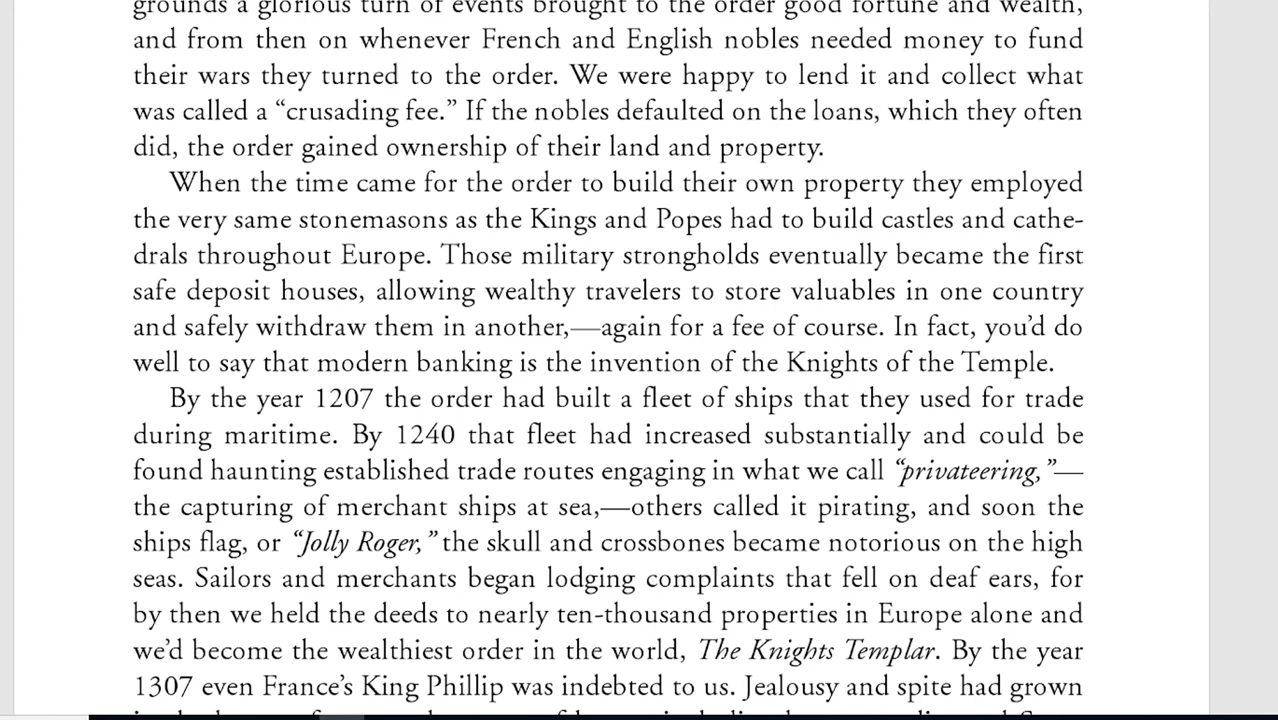 grounds a glorious turn of events brought to the order good fortune and wealth,
and from then on whenever French and English nobles needed money to fund
their wars they turned to the order. We were happy to lend it and collect what
was called a “crusading fee.” If the nobles defaulted on the loans, which they often
did, the order gained ownership of their land and property.
When the time came for the order to build their own property they employed
the very same stonemasons as the Kings and Popes had to build castles and cathe-
drals throughout Europe. Those military strongholds eventually became the first
safe deposit houses, allowing wealthy travelers to store valuables in one country
and safely withdraw them in another,—again for a fee of course. In fact, you’d do
well to say that modern banking is the invention of the Knights of the Temple.
By the year 1207 the order had built a fleet of ships that they used for trade
during maritime. By 1240 that fleet had increased substantially and could be
found haunting established trade routes engaging in what we call “privateering,”—
the capturing of merchant ships at sea,—others called it pirating, and soon the
ships flag, or “Jolly Roger,” the skull and crossbones became notorious on the high
seas. Sailors and merchants began lodging complaints that fell on deaf ears, for
by then we held the deeds to nearly ten-thousand properties in Europe alone and
we’d become the wealthiest order in the world, The Knights Templar. By the year
1307 even France’s King Phillip was indebted to us. Jealousy and spite had grown